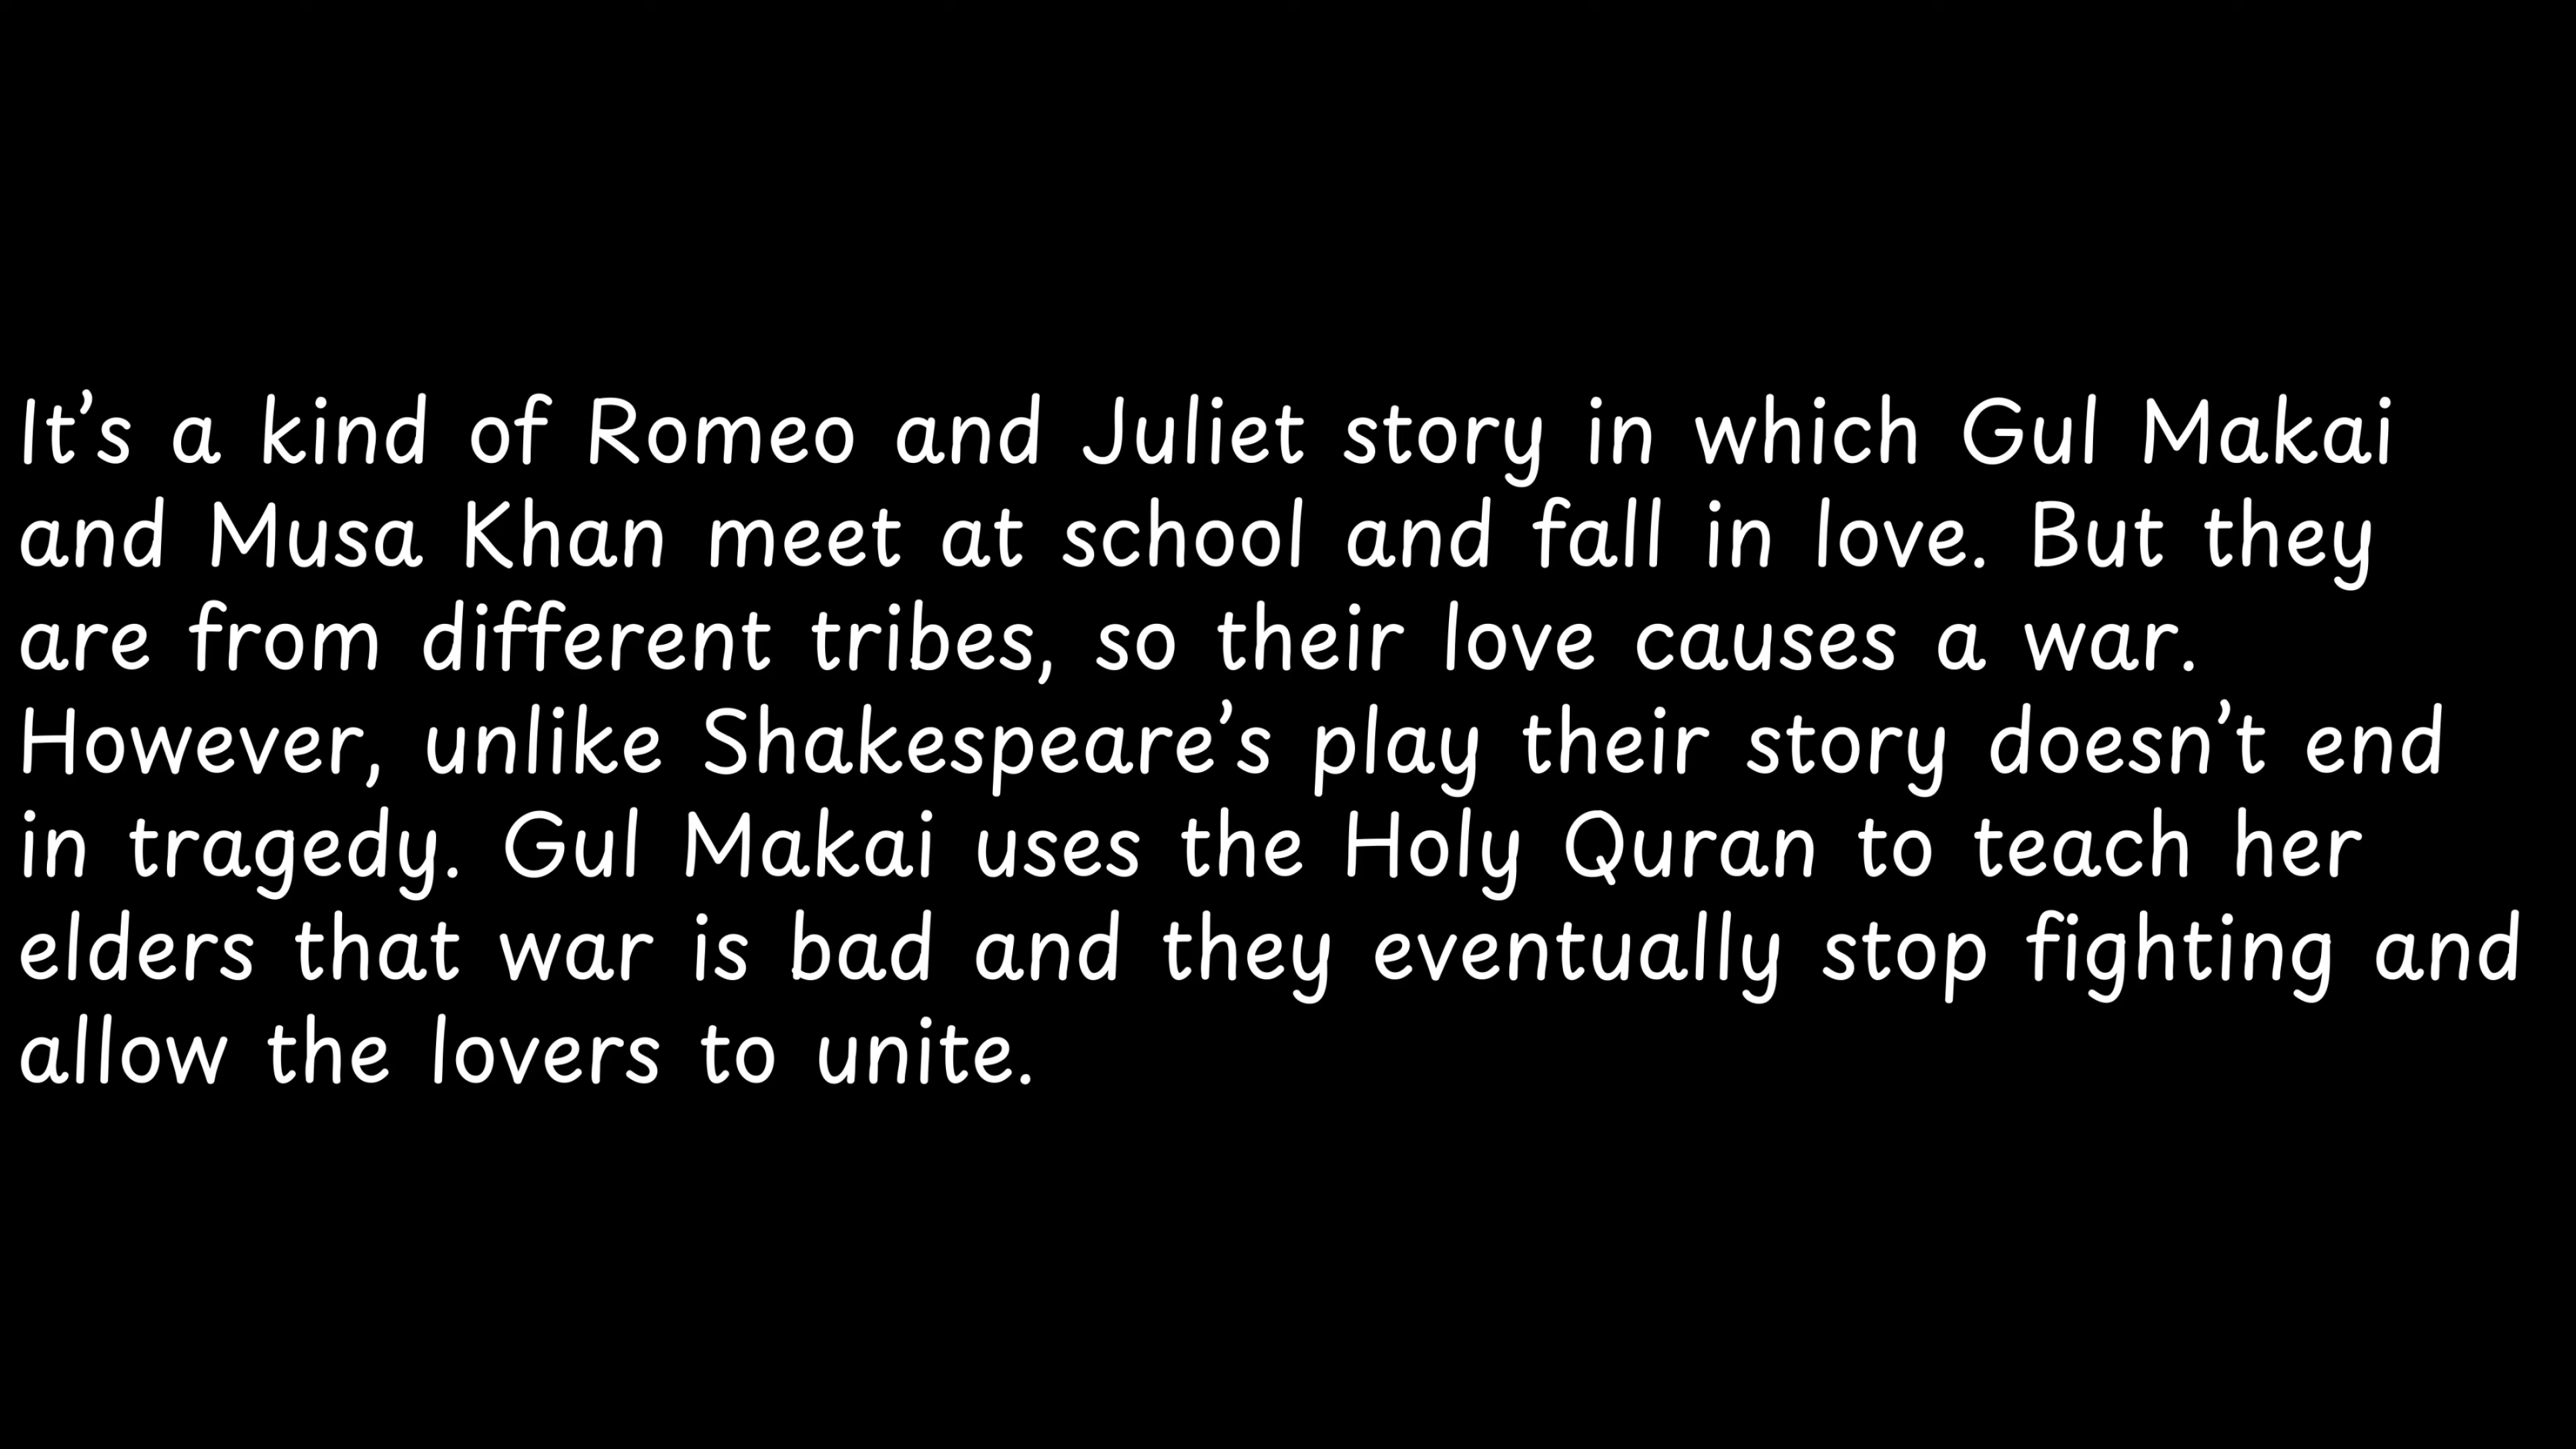 It’s a kind of Romeo and Juliet story in which Gul Makai
and Musa Khan meet at school and fall in love. But they
are from different tribes, so their love causes a war.
However, unlike Shakespeare’s play their story doesn’t end
in tragedy. Gul Makai uses the Holy Quran to teach her
elders that war is bad and they eventually stop fighting and
allow the lovers to unite.